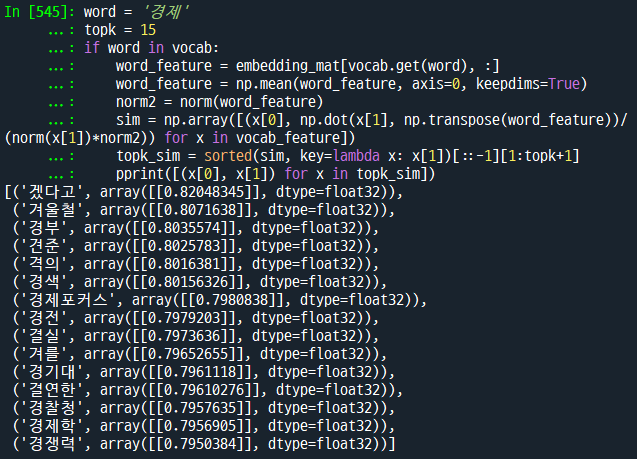 In [545]: word = '경제'
     ...: topk = 15
     ...: if word in vocab:
     ...:     word_feature = embedding_mat[vocab.get(word), :]
     ...:     word_feature = np.mean(word_feature, axis=0, keepdims=True)
     ...:     norm2 = norm(word_feature)
     ...:     sim = np.array([(x[0], np.dot(x[1], np.transpose(word_feature))/
(norm(x[1])*norm2)) for x in vocab_feature])
     ...:     topk_sim = sorted(sim, key=lambda x: x[1])[::-1][1:topk+1]
     ...:     pprint([(x[0], x[1]) for x in topk_sim])
[('겠다고', array([[0.82048345]], dtype=float32)),
 ('겨울철', array([[0.8071638]], dtype=float32)),
 ('경부', array([[0.8035574]], dtype=float32)),
 ('견준', array([[0.8025783]], dtype=float32)),
 ('격의', array([[0.8016381]], dtype=float32)),
 ('경색', array([[0.80156326]], dtype=float32)),
 ('경제포커스', array([[0.7980838]], dtype=float32)),
 ('경전', array([[0.7979203]], dtype=float32)),
 ('결실', array([[0.7973636]], dtype=float32)),
 ('겨를', array([[0.79652655]], dtype=float32)),
 ('경기대', array([[0.7961118]], dtype=float32)),
 ('결연한', array([[0.79610276]], dtype=float32)),
 ('경찰청', array([[0.7957635]], dtype=float32)),
 ('경제학', array([[0.7956905]], dtype=float32)),
 ('경쟁력', array([[0.7950384]], dtype=float32))]